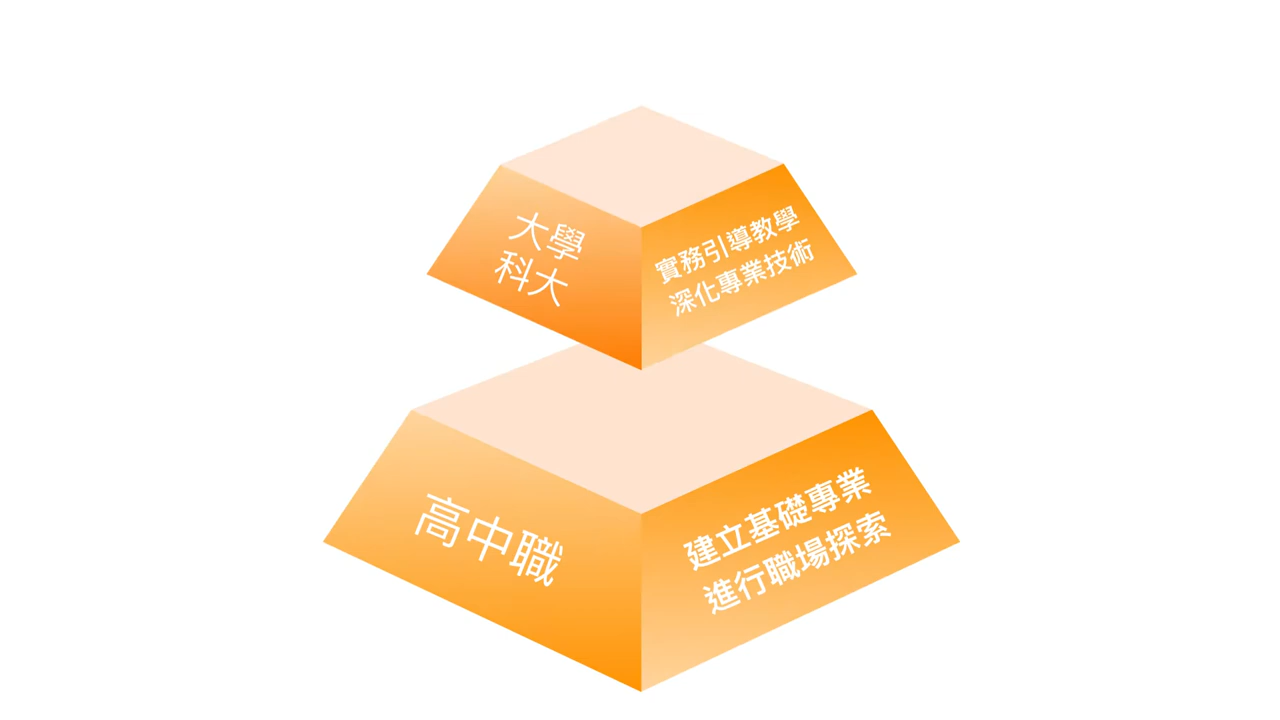 大學
科大
實務引導教學
深化專業技術
高中職
建立基礎專業
進行職場探索